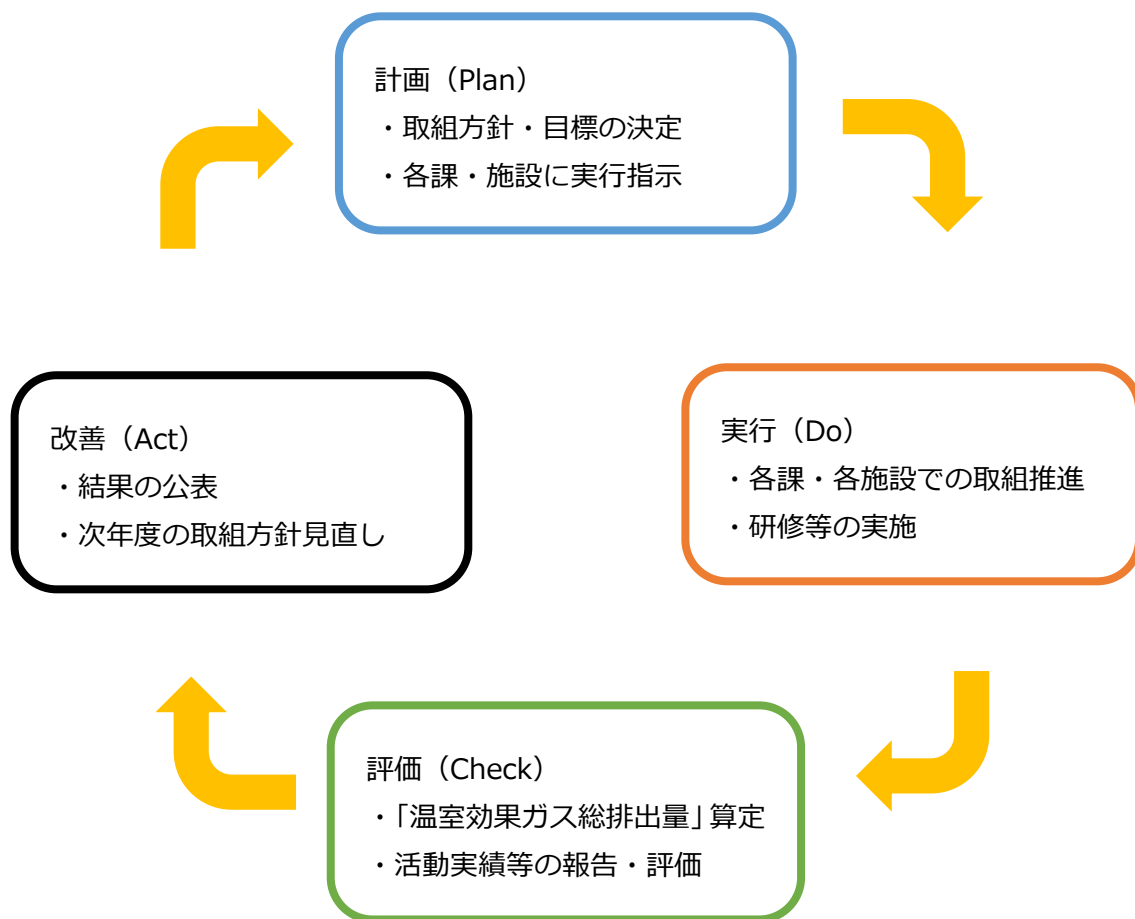 計画（Plan）
・取組方針・目標の決定
・各課・施設に実行指示
改善（Act）
・結果の公表
・次年度の取組方針見直し
実行（Do）
・各課・各施設での取組推進
・研修等の実施
評価（Check）
・「温室効果ガス総排出量」算定
・活動実績等の報告・評価